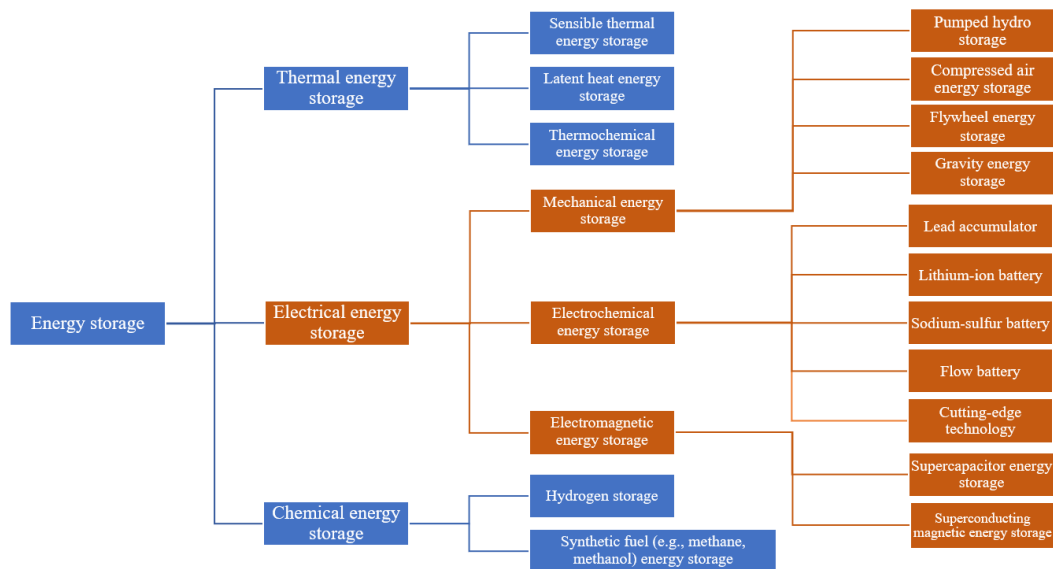 Energy storage
Thermal energy
storage
Sensible thermal
energy storage
Latent heat energy
storage
Thermochemical
energy storage
Electrical energy
storage
Mechanical energy
storage
Pumped hydro
storage
Compressed air
energy storage
Flywheel energy
storage
Gravity energy
storage
Electrochemical
energy storage
Lead accumulator
Lithium-ion battery
Sodium-sulfur battery
Flow battery
Cutting-edge
technology
Electromagnetic
energy storage
Supercapacitor energy
storage
Superconducting
magnetic energy storage
Chemical energy
storage
Hydrogen storage
Synthetic fuel (e.g., methane,
methanol) energy storage